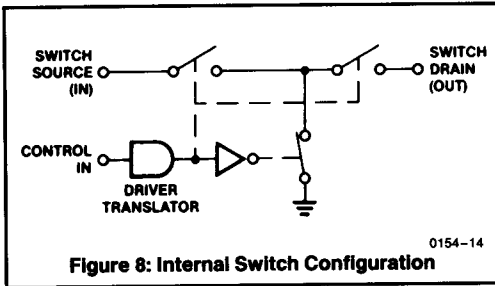 SWITCH
SOURCE
(IN)
SWITCH
DRAIN
(OUT)
CONTROL
IN
DRIVER
TRANSLATOR
0154–14
Figure 8: Internal Switch Configuration